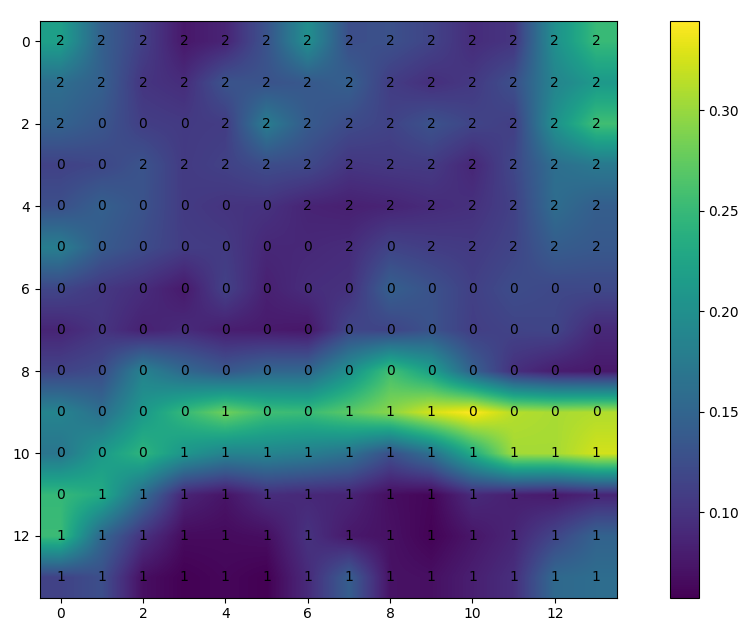 0 2 2 2 2 2 2 2 2 2 2 2 2 2 2
2 2 2 2 2 2 2 2 2 2 2 2 2 2
2 2 0 0 0 2 2 2 2 2 2 2 2 2 2
0 0 2 2 2 2 2 2 2 2 2 2 2 2
4 0 0 0 0 0 0 2 2 2 2 2 2 2 2
0 0 0 0 0 0 0 2 0 2 2 2 2 2
6 0 0 0 0 0 0 0 0 0 0 0 0 0 0
0 0 0 0 0 0 0 0 0 0 0 0 0 0
8 0 0 0 0 0 0 0 0 0 0 0 0 0 0
0 0 0 0 1 0 0 1 1 1 0 0 0 0
10 0 0 0 1 1 1 1 1 1 1 1 1 1 1
0 1 1 1 1 1 1 1 1 1 1 1 1 1
12 1 1 1 1 1 1 1 1 1 1 1 1 1 1
1 1 1 1 1 1 1 1 1 1 1 1 1 1
0 2 4 6 8 10 12
0.30
0.25
0.20
0.15
0.10